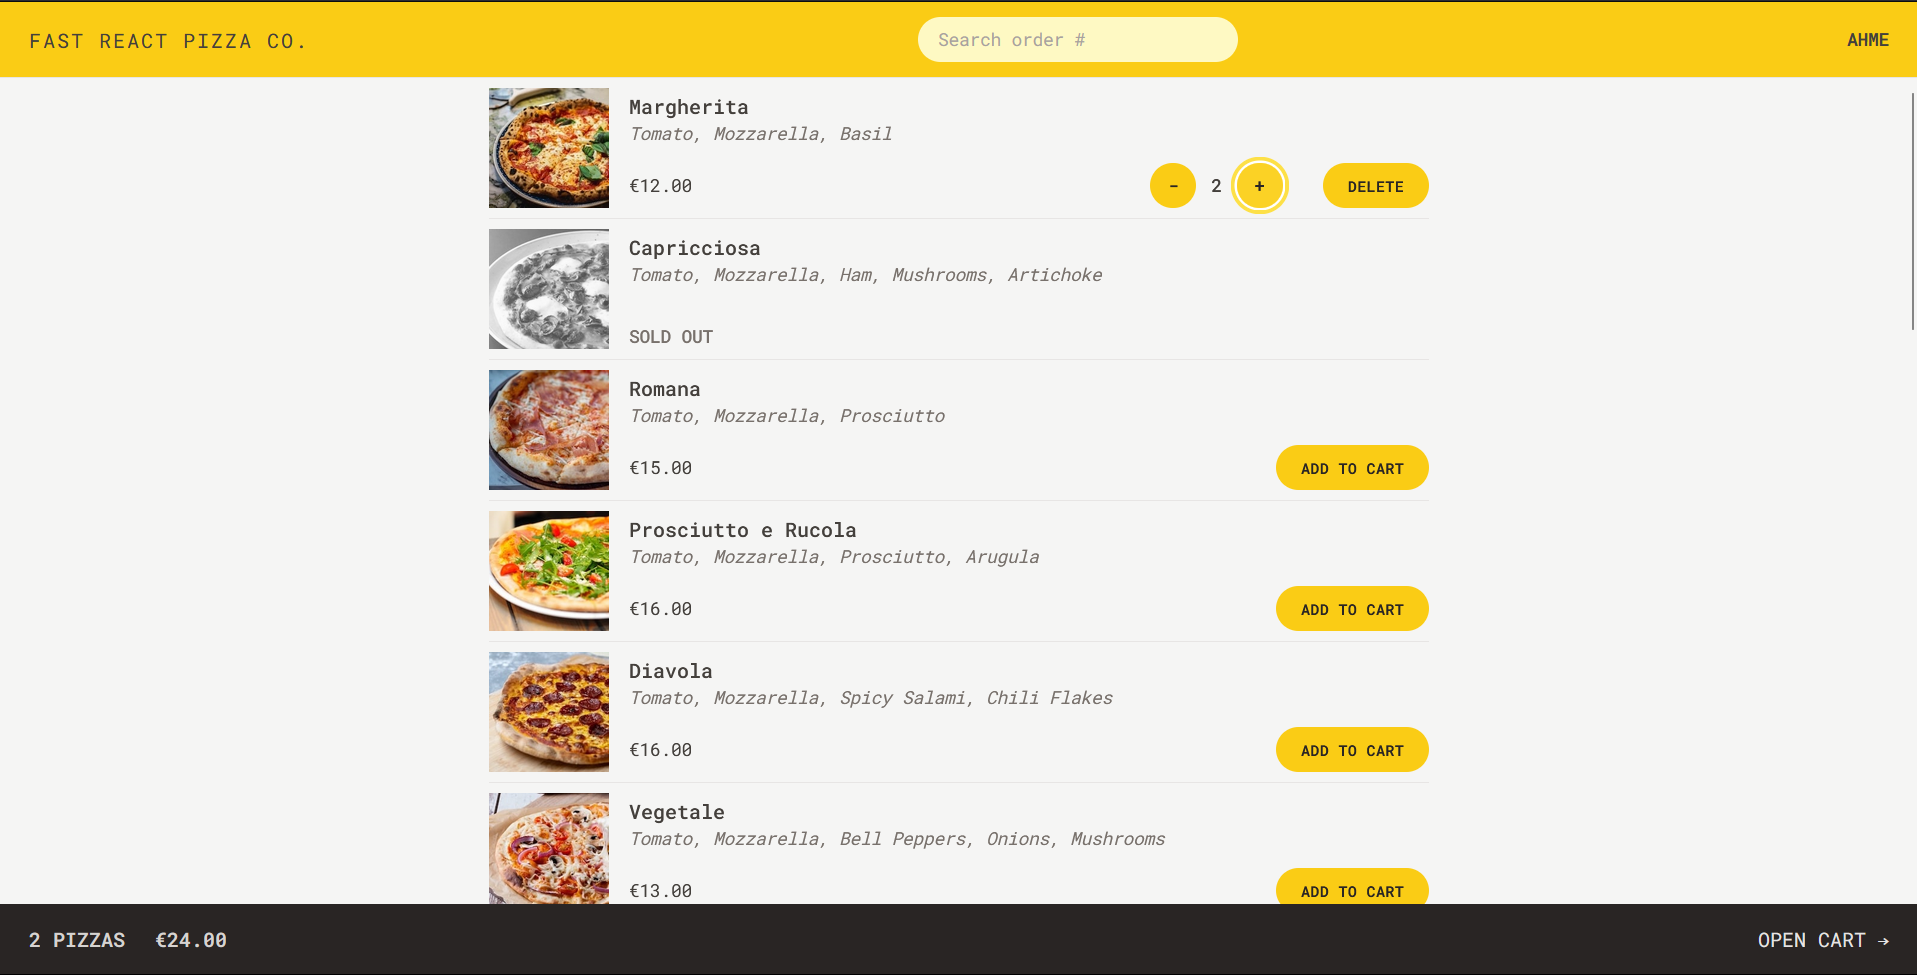 FAST REACT PIZZA CO.
Search order #
AHME
Margherita
Tomato, Mozzarella, Basil
€12.00
-
2
+
DELETE
Capricciosa
Tomato, Mozzarella, Ham, Mushrooms, Artichoke
SOLD OUT
Romana
Tomato, Mozzarella, Prosciutto
€15.00
ADD TO CART
Prosciutto e Rucola
Tomato, Mozzarella, Prosciutto, Arugula
€16.00
ADD TO CART
Diavola
Tomato, Mozzarella, Spicy Salami, Chili Flakes
€16.00
ADD TO CART
Vegetale
Tomato, Mozzarella, Bell Peppers, Onions, Mushrooms
€13.00
ADD TO CART
2 PIZZAS €24.00
OPEN CART →